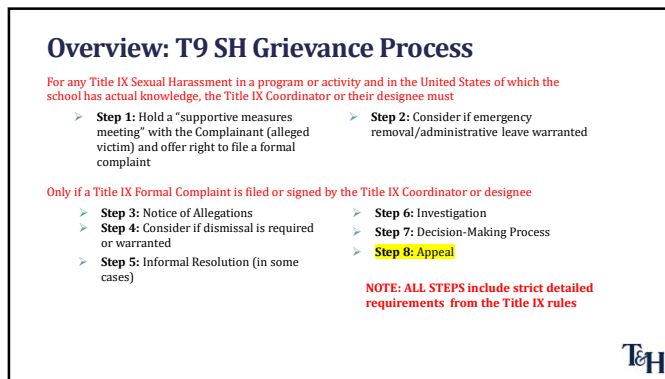 Overview: T9 SH Grievance Process
For any Title IX Sexual Harassment in a program or activity and in the United States of which the
school has actual knowledge, the Title IX Coordinator or their designee must
Step 1: Hold a “supportive measures
meeting” with the Complainant (alleged
victim) and offer right to file a formal
complaint
Step 2: Consider if emergency
removal/administrative leave warranted
Only if a Title IX Formal Complaint is filed or signed by the Title IX Coordinator or designee
Step 3: Notice of Allegations
Step 4: Consider if dismissal is required
or warranted
Step 5: Informal Resolution (in some
cases)
Step 6: Investigation
Step 7: Decision-Making Process
Step 8: Appeal
NOTE: ALL STEPS include strict detailed
requirements from the Title IX rules
T&H